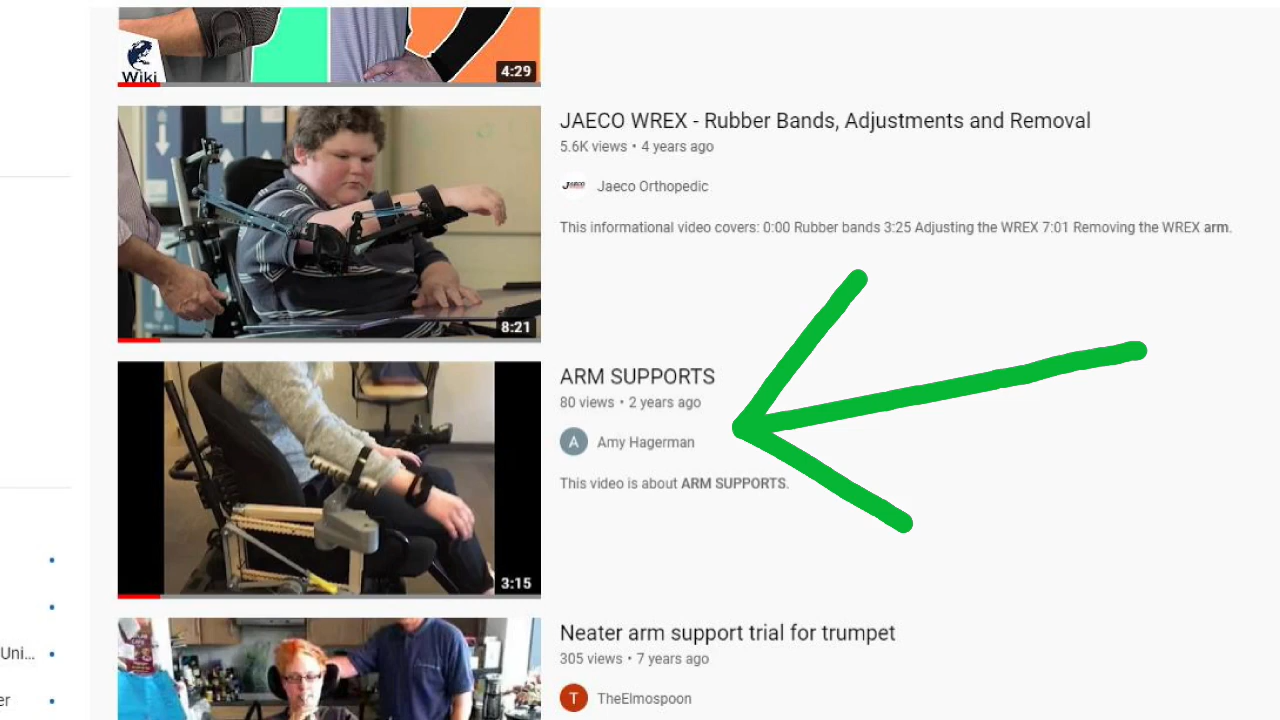 Wiki
4:29
JAECO WREX - Rubber Bands, Adjustments and Removal
5.6K views • 4 years ago
JAECO
Jaeco Orthopedic
This informational video covers: 0:00 Rubber bands 3:25 Adjusting the WREX 7:01 Removing the WREX arm.
8:21
ARM SUPPORTS
80 views • 2 years ago
A
Amy Hagerman
This video is about ARM SUPPORTS.
3:15
Uni...
er
Neater arm support trial for trumpet
305 views • 7 years ago
T
TheElmospoon